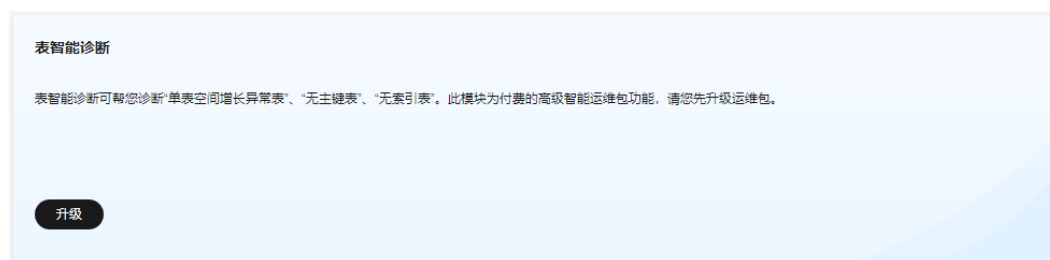 表智能诊断
表智能诊断可帮您诊断“单表空间增长异常表”、“无主键表”、“无索引表”。此模块为付费的高级智能运维包功能，请您先升级运维包。
升级